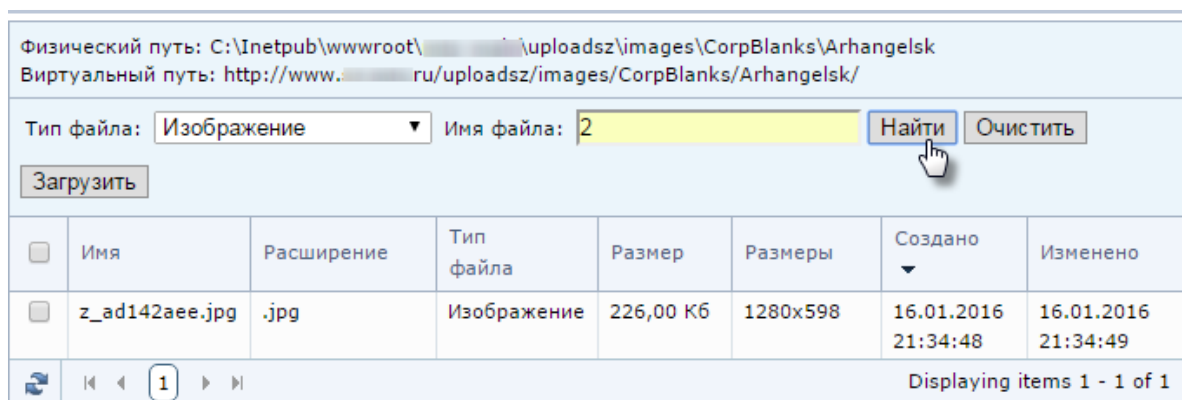 Физический путь: C:\Inetpub\wwwroot\ \uploadsz\images\CorpBlanks\Arhangelsk
Виртуальный путь: http://www. ru/uploadsz/images/CorpBlanks/Arhangelsk/
Тип файла: Изображение Имя файла: 2 Найти Очистить
Загрузить
Имя Расширение Тип файла Размер Размеры Создано Изменено
z_ad142aee.jpg .jpg Изображение 226,00 Кб 1280x598 16.01.2016 21:34:48 16.01.2016 21:34:49
1 Displaying items 1 - 1 of 1